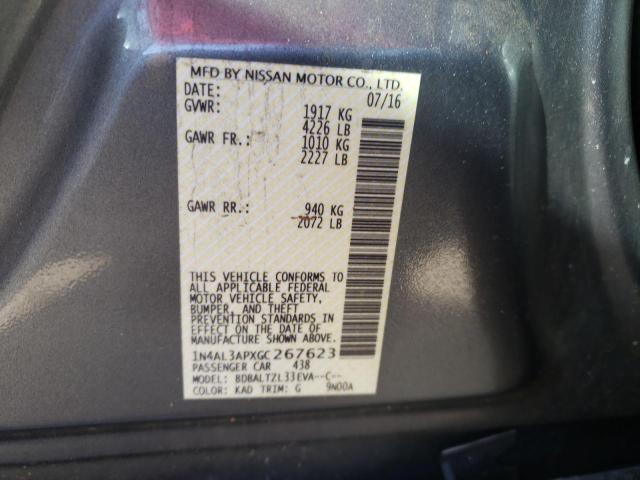 MFD BY NISSAN MOTOR CO., LTD.
DATE: 07/16
GVWR: 1917 KG
4226 LB
GAWR FR.: 1010 KG
2227 LB
GAWR RR.: 940 KG
2072 LB
THIS VEHICLE CONFORMS TO
ALL APPLICABLE FEDERAL
MOTOR VEHICLE SAFETY,
BUMPER, AND THEFT
PREVENTION STANDARDS IN
EFFECT ON THE DATE OF
MANUFACTURE SHOWN ABOVE.
1N4AL3APXGC267623
PASSENGER CAR 438
MODEL: BDBALTZL33EVA--C--
COLOR: KAD TRIM: G 9N00A